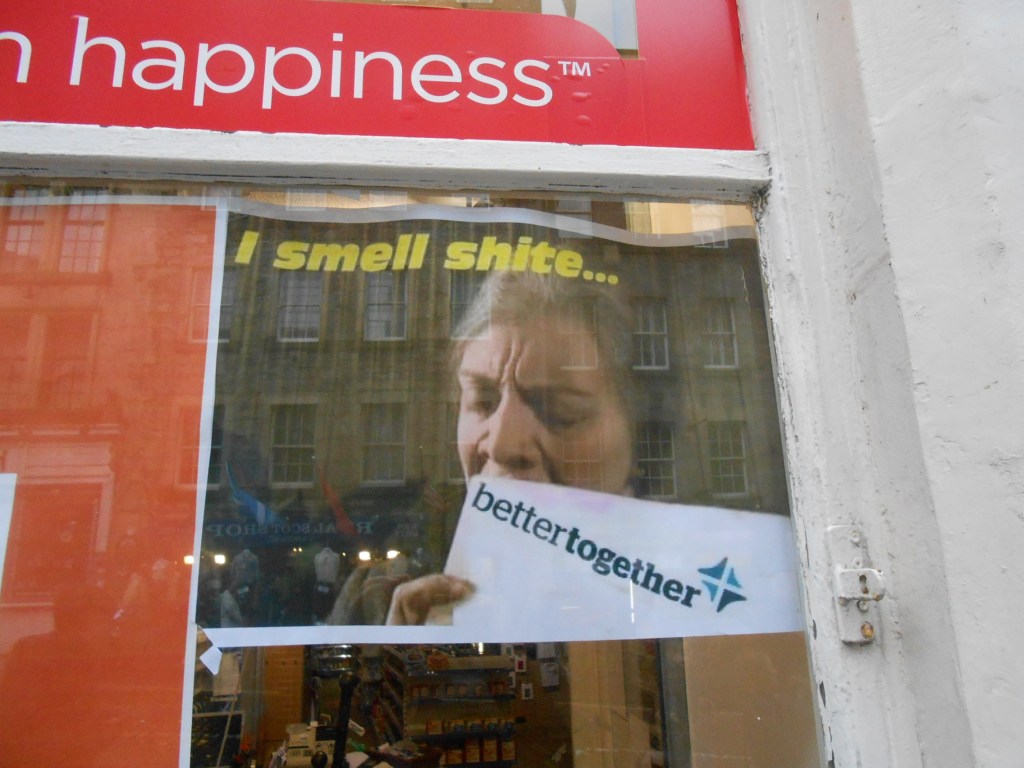 n happiness™
I smell shite...
bettertogether